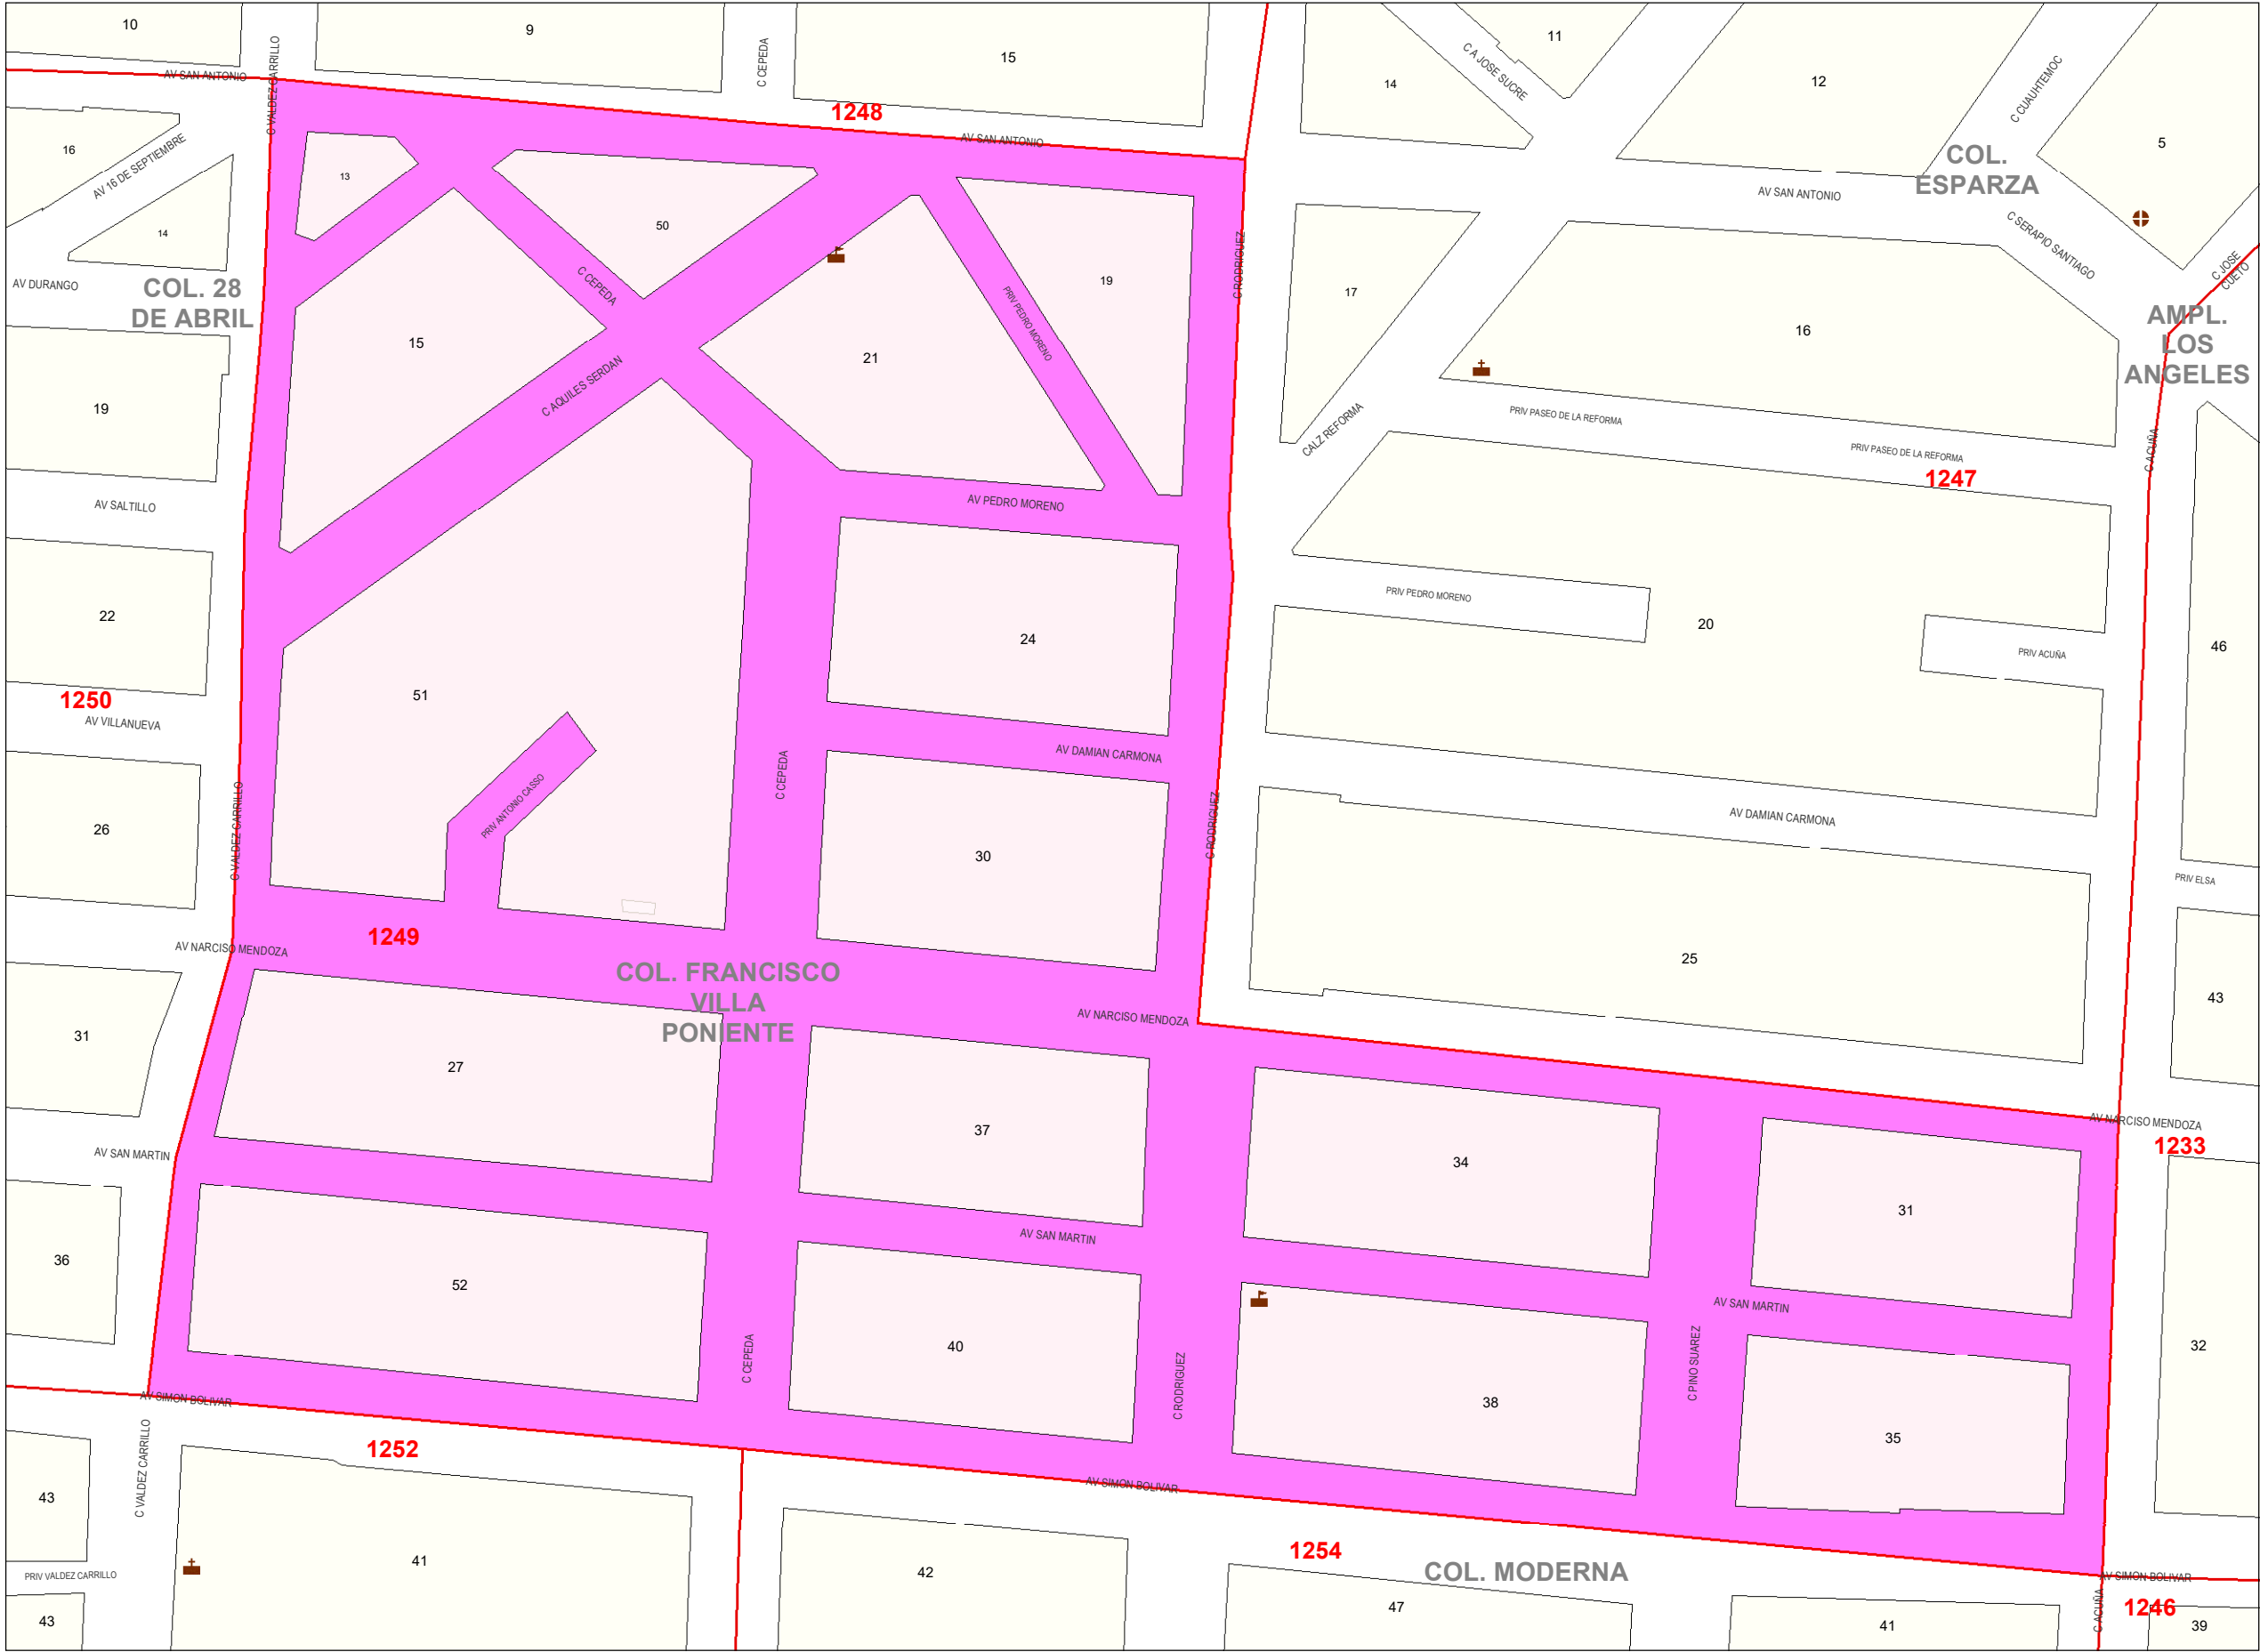 10
9
15
11
14
12
5
C VALDEZ CARRILLO
C CEPEDA
C A JOSE SUCRE
C CUAUHTEMOC
AV SAN ANTONIO
1248
AV SAN ANTONIO
COL.
ESPARZA
AV SAN ANTONIO
16
AV 16 DE SEPTIEMBRE
13
14
50
C SERAPIO SANTIAGO
C JOSE
CUETO
AV DURANGO
COL. 28
DE ABRIL
C CEPEDA
19
C RODRIGUEZ
17
16
AMPL.
LOS
ANGELES
15
21
PRIV PEDRO MORENO
C AQUILES SERDAN
19
CALZ REFORMA
PRIV PASEO DE LA REFORMA
PRIV PASEO DE LA REFORMA
C ACUÑA
1247
AV SALTILLO
AV PEDRO MORENO
22
24
PRIV PEDRO MORENO
20
PRIV ACUÑA
46
1250
AV VILLANUEVA
51
AV DAMIAN CARMONA
C CEPEDA
PRIV ANTONIO CASSO
C VALDEZ CARRILLO
C RODRIGUEZ
26
30
AV DAMIAN CARMONA
PRIV ELSA
1249
AV NARCISO MENDOZA
COL. FRANCISCO
VILLA
PONIENTE
25
43
31
AV NARCISO MENDOZA
27
37
34
31
AV NARCISO MENDOZA
1233
AV SAN MARTIN
36
52
AV SAN MARTIN
AV SAN MARTIN
40
C CEPEDA
C RODRIGUEZ
38
C PINO SUAREZ
35
32
AV SIMON BOLIVAR
C VALDEZ CARRILLO
1252
AV SIMON BOLIVAR
43
41
PRIV VALDEZ CARRILLO
43
42
1254
COL. MODERNA
47
41
AV SIMON BOLIVAR
C ACUÑA
1246
39